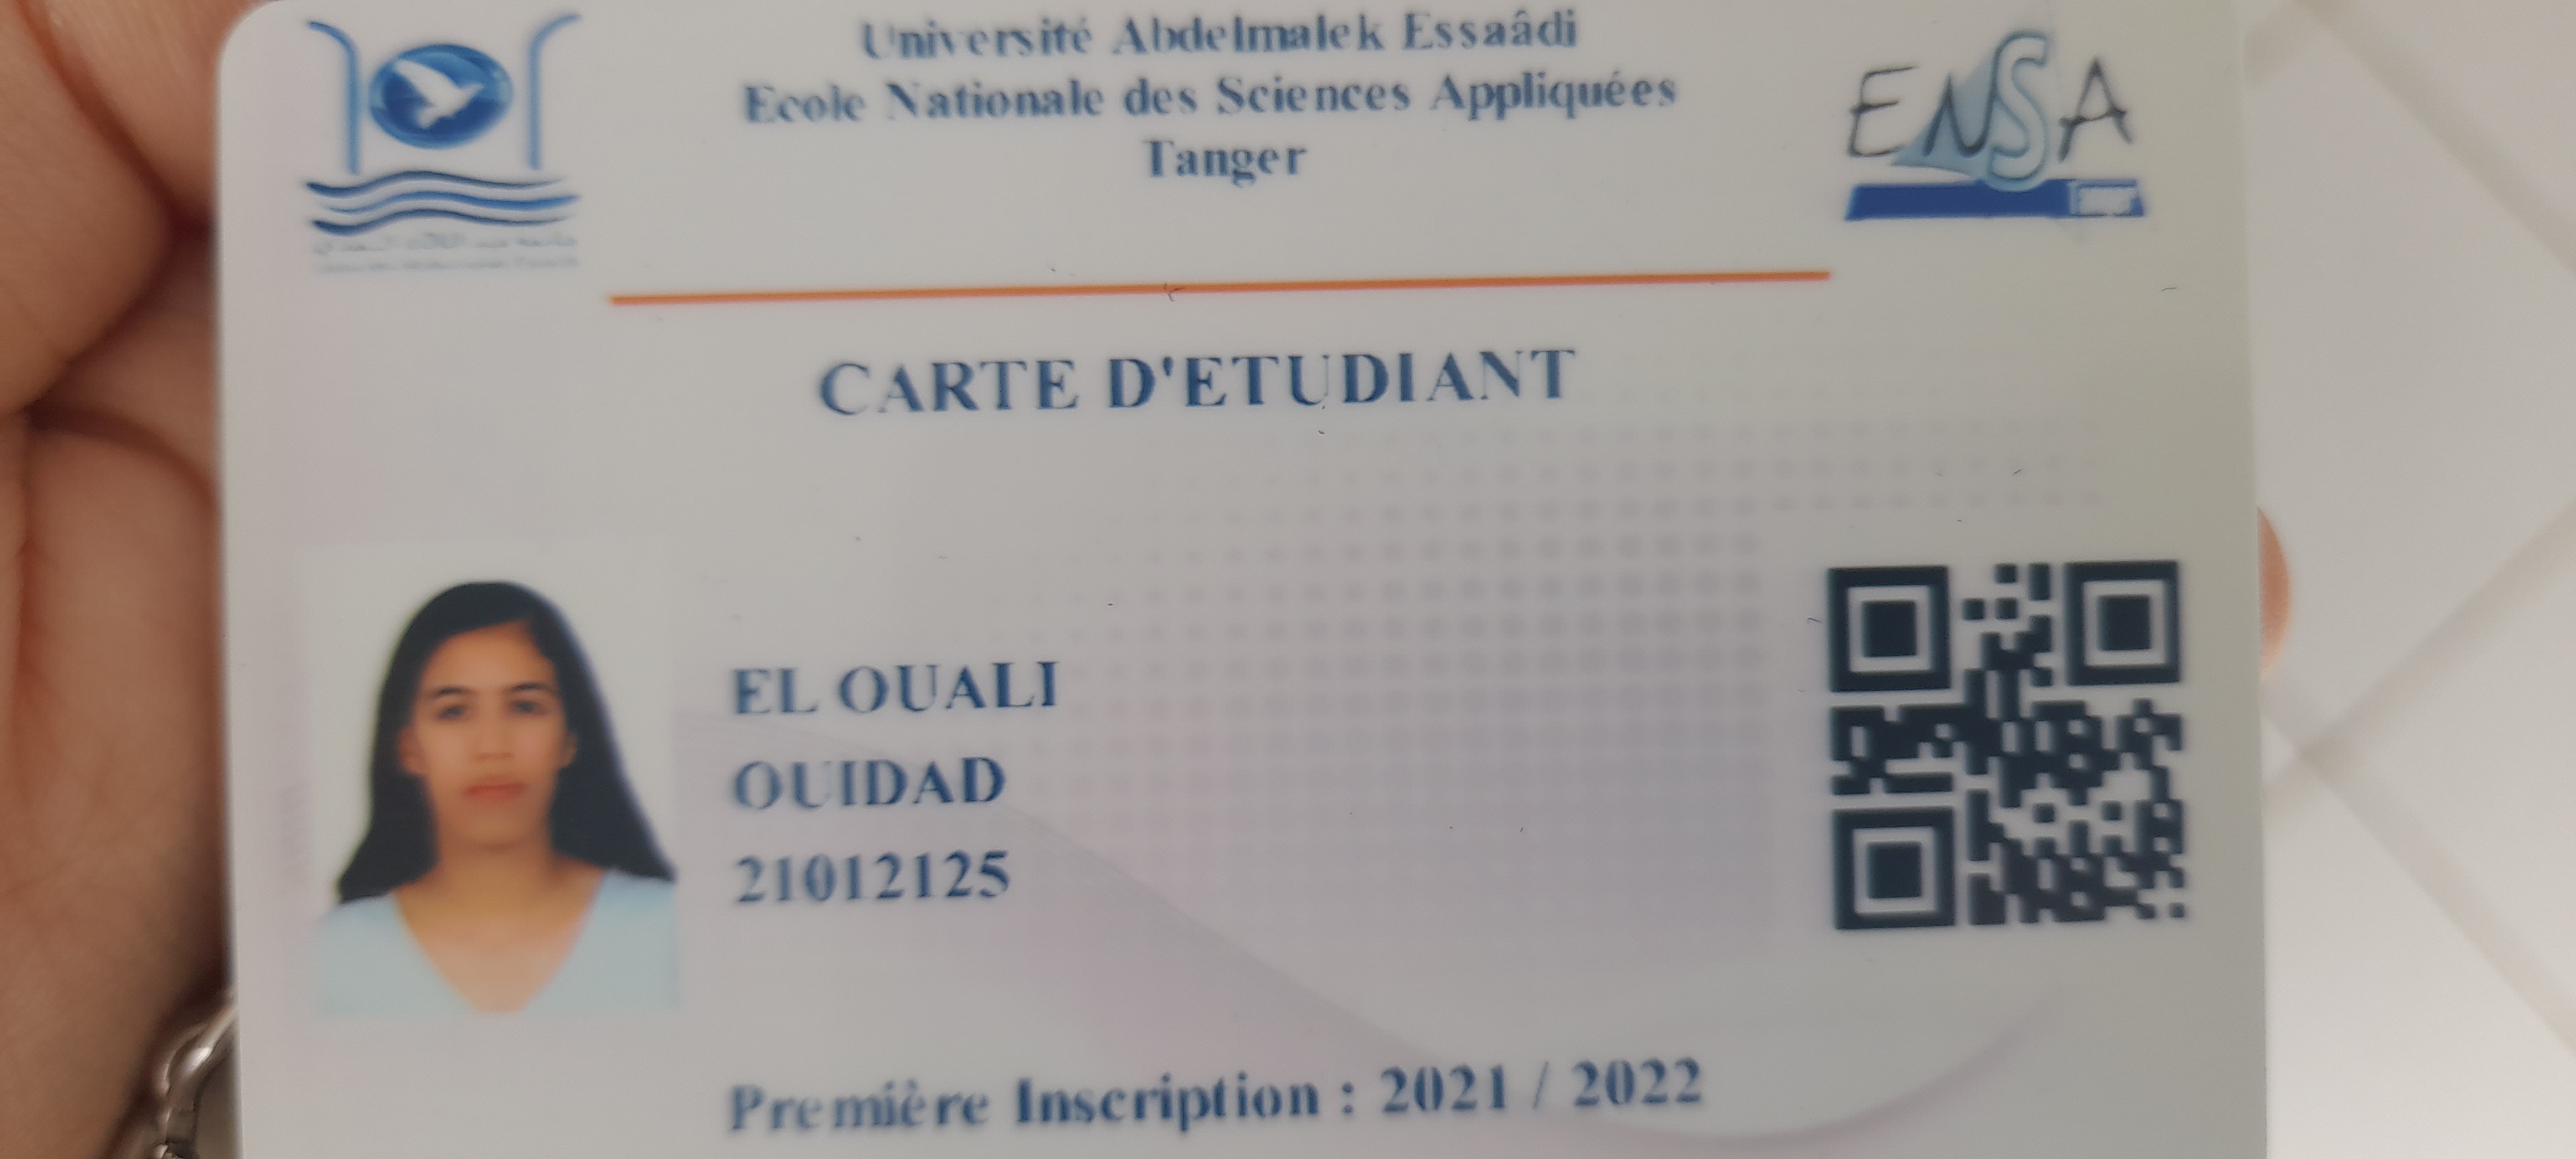 Université Abdelmalek Essaâdi
Ecole Nationale des Sciences Appliquées
Tanger
ENSA
CARTE D'ETUDIANT
EL OUALI
OUIDAD
21012125
Première Inscription : 2021 / 2022